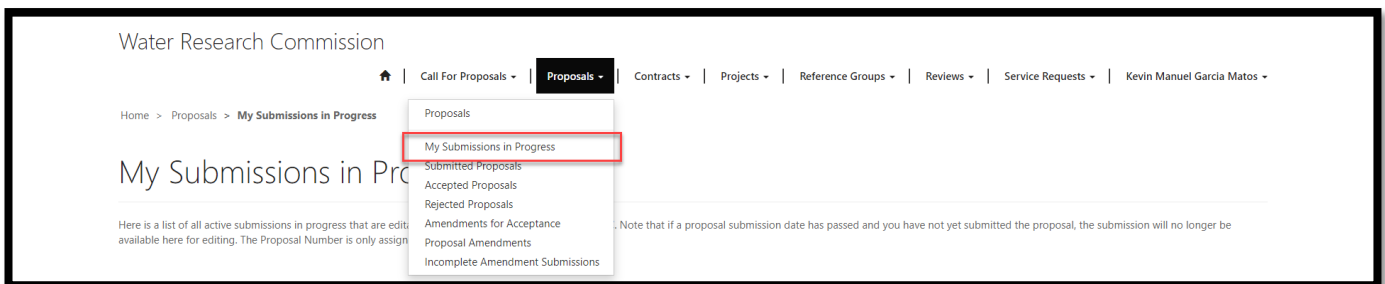 Water Research Commission
Call For Proposals | Proposals | Contracts | Projects | Reference Groups | Reviews | Service Requests | Kevin Manuel Garcia Matos
Home > Proposals > My Submissions in Progress
Proposals
My Submissions in Progress
Submitted Proposals
Accepted Proposals
Rejected Proposals
Amendments for Acceptance
Proposal Amendments
Incomplete Amendment Submissions
My Submissions in Pro
Here is a list of all active submissions in progress that are edita . Note that if a proposal submission date has passed and you have not yet submitted the proposal, the submission will no longer be
available here for editing. The Proposal Number is only assign